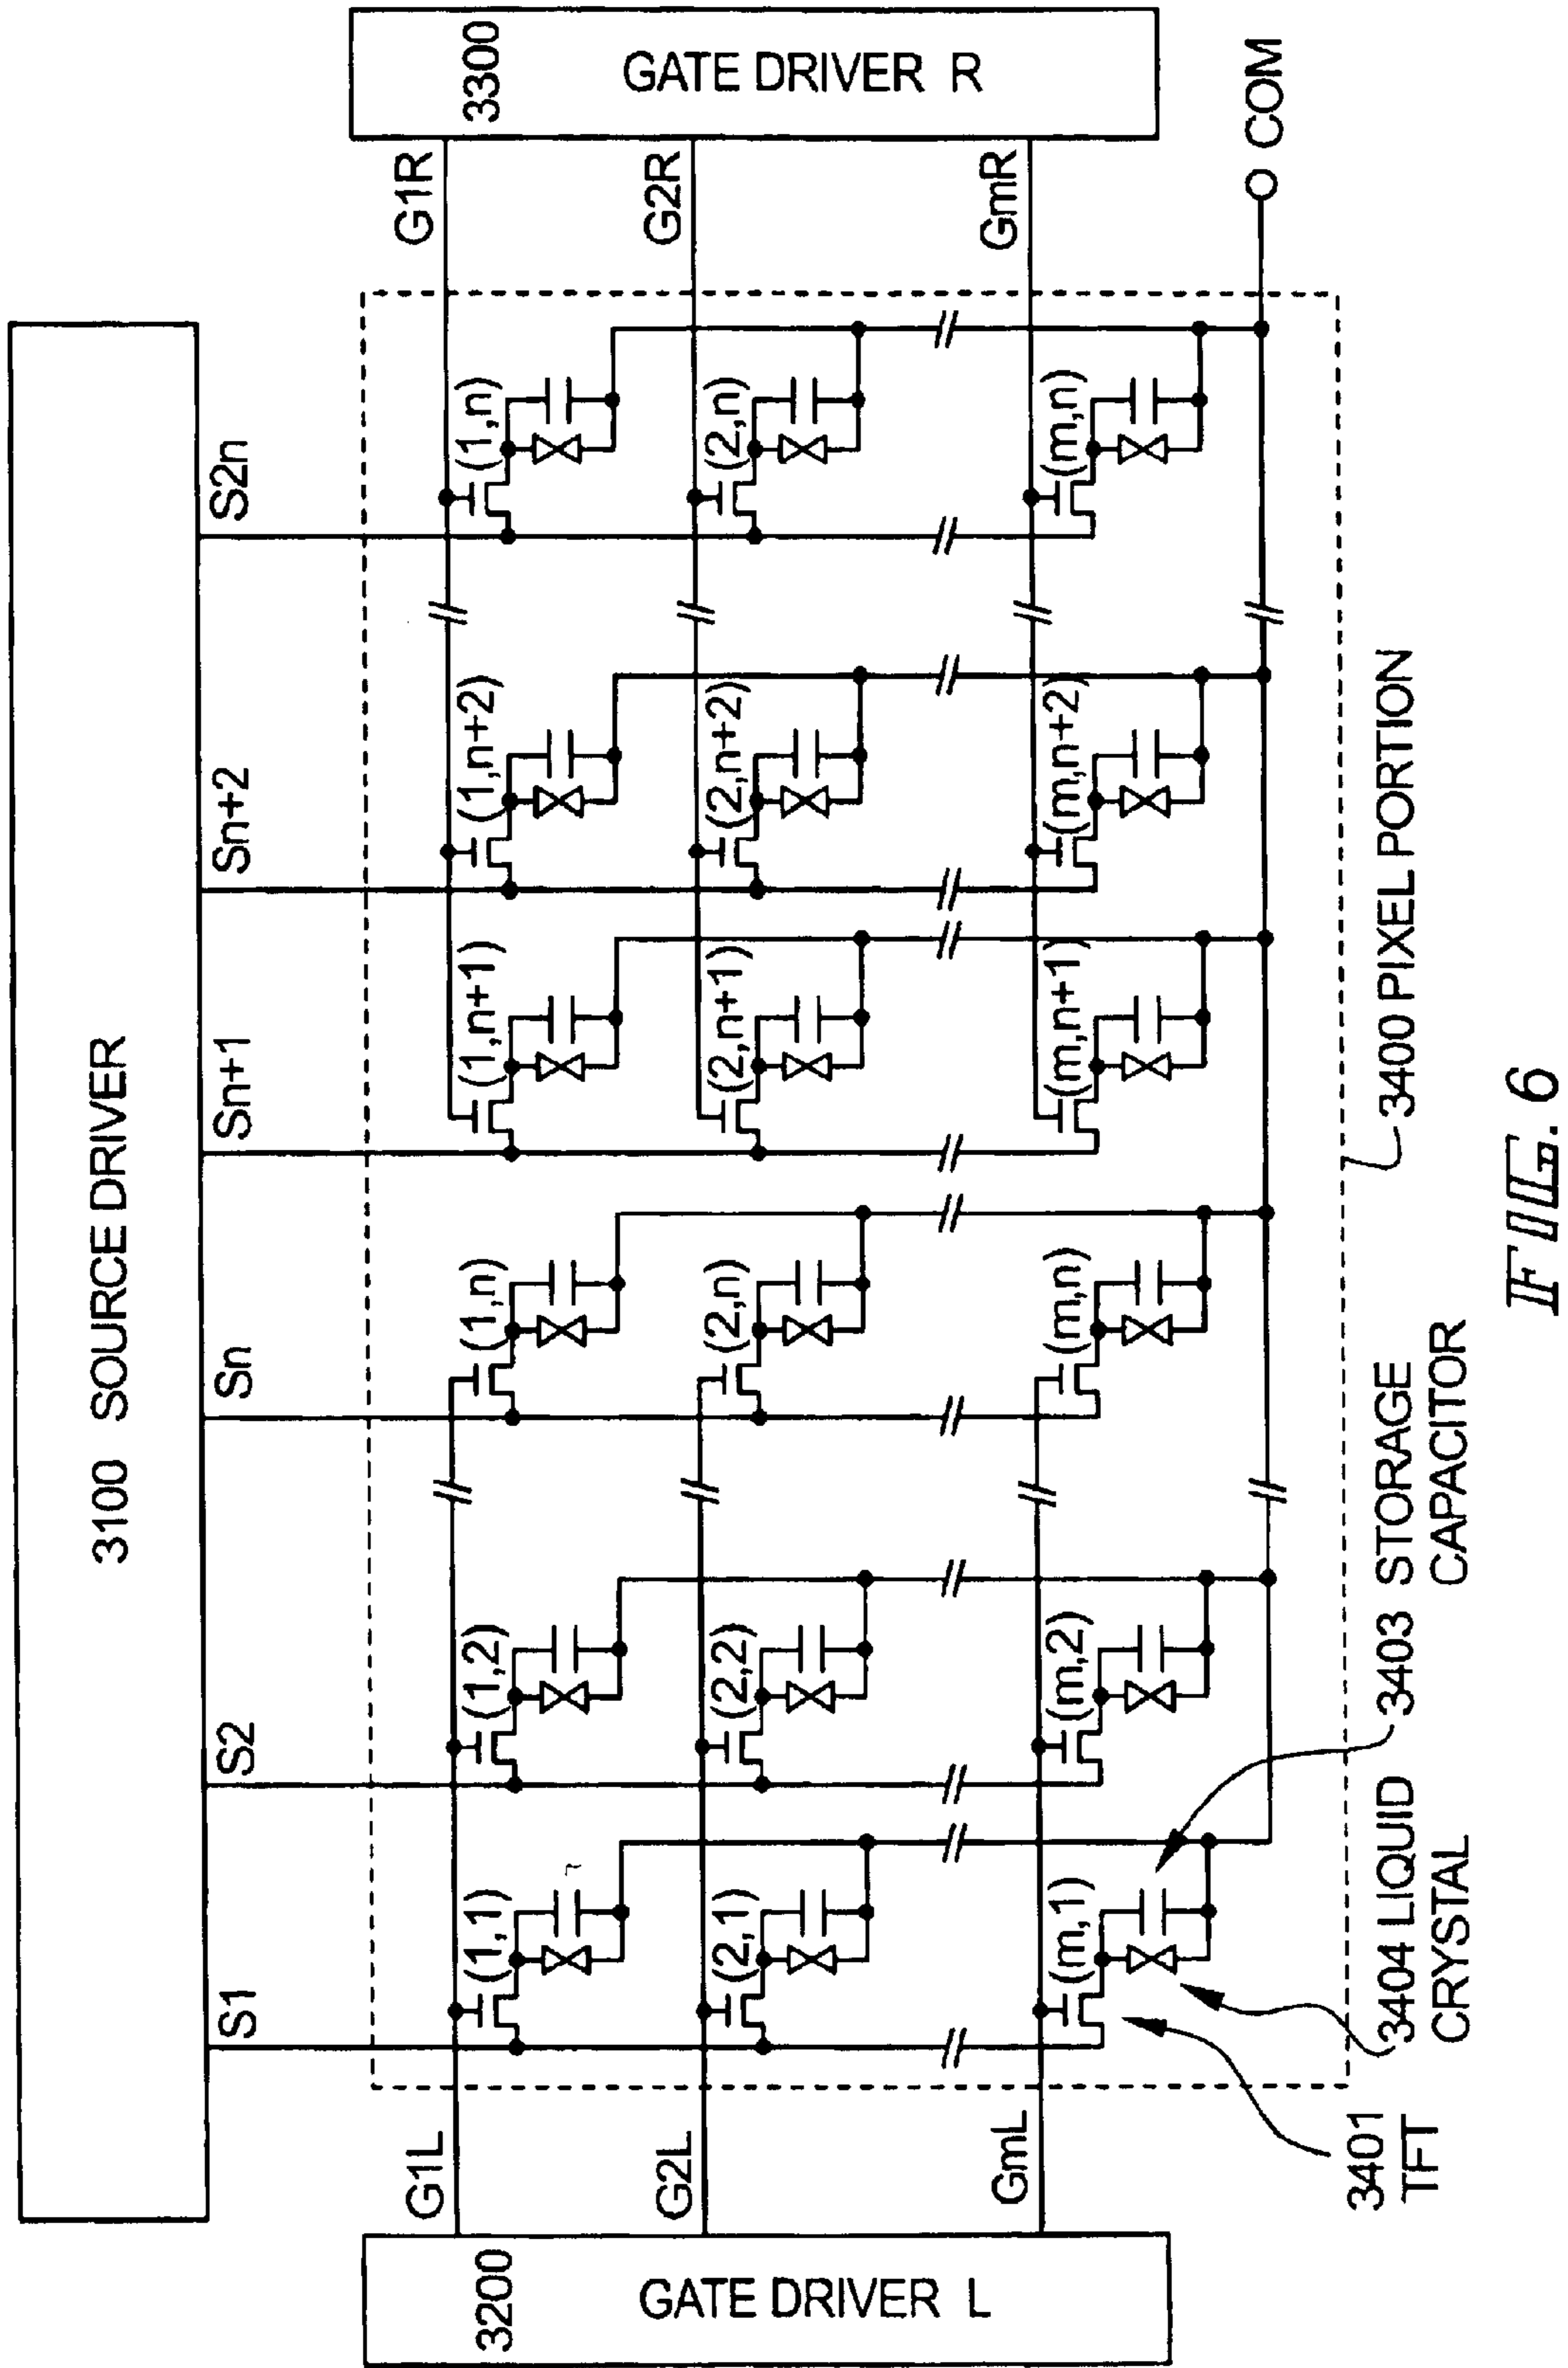 3100 SOURCE DRIVER
S1
S2
Sn
Sn+1
Sn+2
S2n
3200
GATE DRIVER L
3300
GATE DRIVER R
G1L
(1,1)
(1,2)
(1,n)
(1,n+1)
(1,n+2)
(1,n)
G1R
G2L
(2,1)
(2,2)
(2,n)
(2,n+1)
(2,n+2)
(2,n)
G2R
GmL
(m,1)
(m,2)
(m,n)
(m,n+1)
(m,n+2)
(m,n)
GmR
COM
3401
TFT
3404 LIQUID
CRYSTAL
3403 STORAGE
CAPACITOR
3400 PIXEL PORTION
FIG. 6